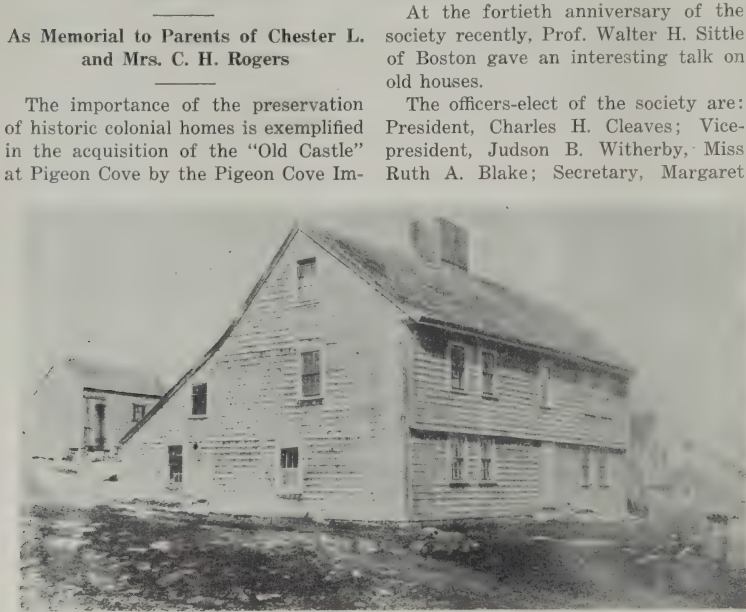 As Memorial to Parents of Chester L.
and Mrs. C. H. Rogers
The importance of the preservation
of historic colonial homes is exemplified
in the acquisition of the "Old Castle"
at Pigeon Cove by the Pigeon Cove Im-
At the fortieth anniversary of the
society recently, Prof. Walter H. Sittle
of Boston gave an interesting talk on
old houses.
The officers-elect of the society are:
President, Charles H. Cleaves; Vice-
president, Judson B. Witherby, Miss
Ruth A. Blake; Secretary, Margaret